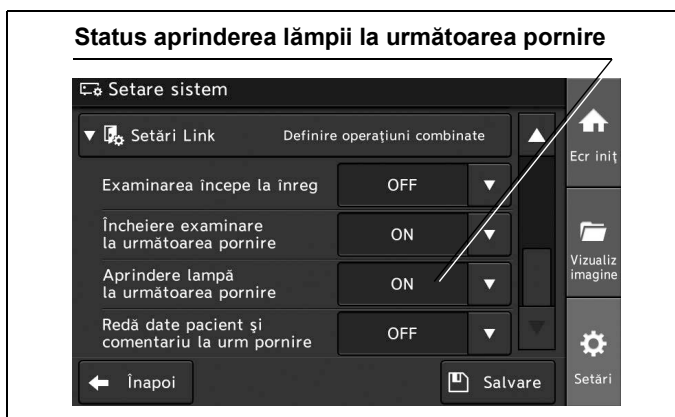 Status aprinderea lămpii la următoarea pornire
Setare sistem
Setări Link
Definire operațiuni combinate
Ecr iniț
Examinarea începe la înreg
OFF
Încheiere examinare
la următoarea pornire
ON
Vizualiz
imagine
Aprindere lampă
la următoarea pornire
ON
Redă date pacient și
comentariu la urm pornire
OFF
Înapoi
Salvare
Setări